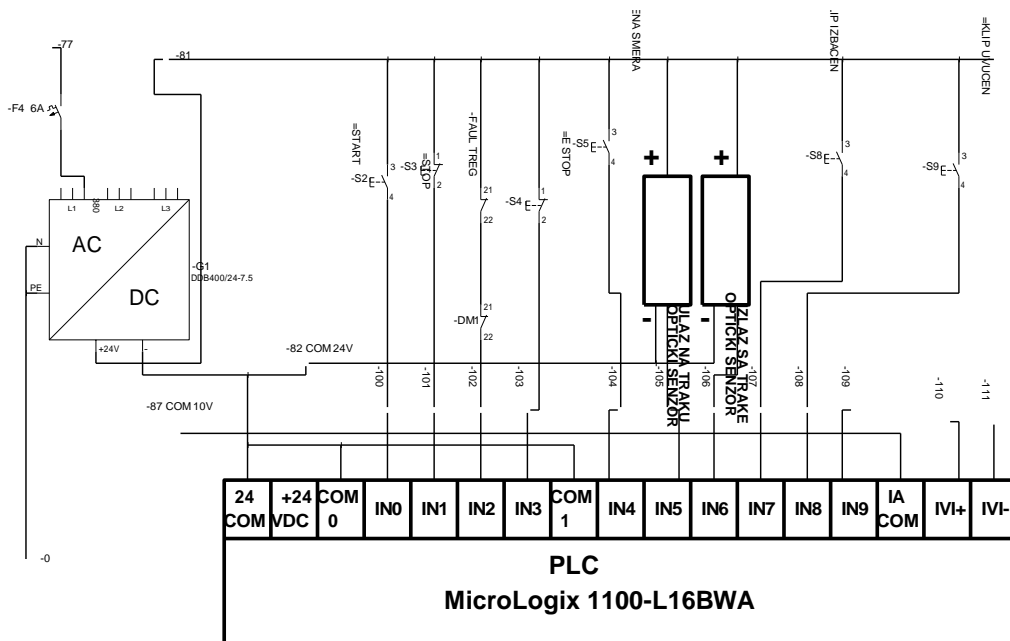 -77
-81
-F4 6A
=START
=STOP
-FAUL TREG
=E STOP
ENA SMERA
IP IZBACEN
=KLIP UVUCEN
-S2
3
4
-S3
1
2
21
22
-S4
1
2
-S5
3
4
-S8
3
4
-S9
3
4
L1
380
L2
L3
N
AC
PE
DC
-G1
DDB400/24-7.5
+24V
-
-DM1
21
22
+
-
+
-
ULAZ NA TRAKU
OPTICKI SENZOR
IZLAZ SA TRAKE
OPTICKI SENZOR
-82 COM 24V
-87 COM 10V
-100
-101
-102
-103
-104
-105
-106
-107
-108
-109
-110
-111
-0
24 COM
+24 VDC
COM 0
IN0
IN1
IN2
IN3
COM 1
IN4
IN5
IN6
IN7
IN8
IN9
IA COM
IVI+
IVI-
PLC
MicroLogix 1100-L16BWA